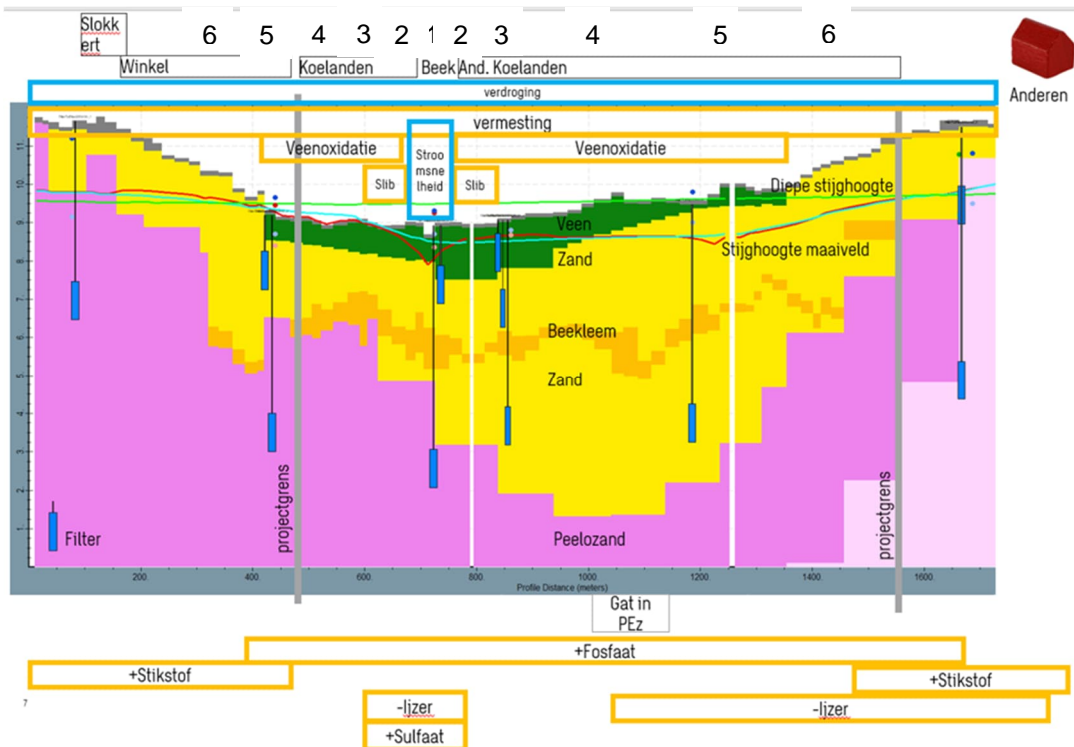 Slokk
ert
6 5 4 3 2 1 2 3 4 5 6
Winkel
Koelanden
Beek
And. Koelanden
Anderen
verdroging
vermesting
Veenoxidatie
Veenoxidatie
Slib
Stroo
msne
lheid
Slib
Diepe stijghoogte
Veen
Stijghoogte maaiveld
Zand
Beekleem
Zand
projectgrens
projectgrens
Filter
Peelozand
11
10
9
8
7
6
5
4
3
2
1
200 400 600 800 1000 1200 1400 1600
Profile Distance (meters)
Gat in
PEz
+Fosfaat
+Stikstof
+Stikstof
7
-Ijzer
-Ijzer
+Sulfaat